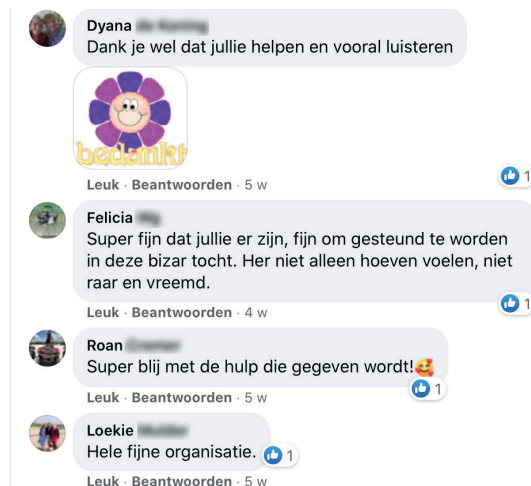 Dyana
Dank je wel dat jullie helpen en vooral luisteren
bedankt
Leuk · Beantwoorden · 5 w
1
Felicia
Super fijn dat jullie er zijn, fijn om gesteund te worden
in deze bizar tocht. Her niet alleen hoeven voelen, niet
raar en vreemd.
1
Leuk · Beantwoorden · 4 w
Roan
Super blij met de hulp die gegeven wordt!🥰
1
Leuk · Beantwoorden · 5 w
Loekie
Hele fijne organisatie.
1
Leuk · Beantwoorden · 5 w